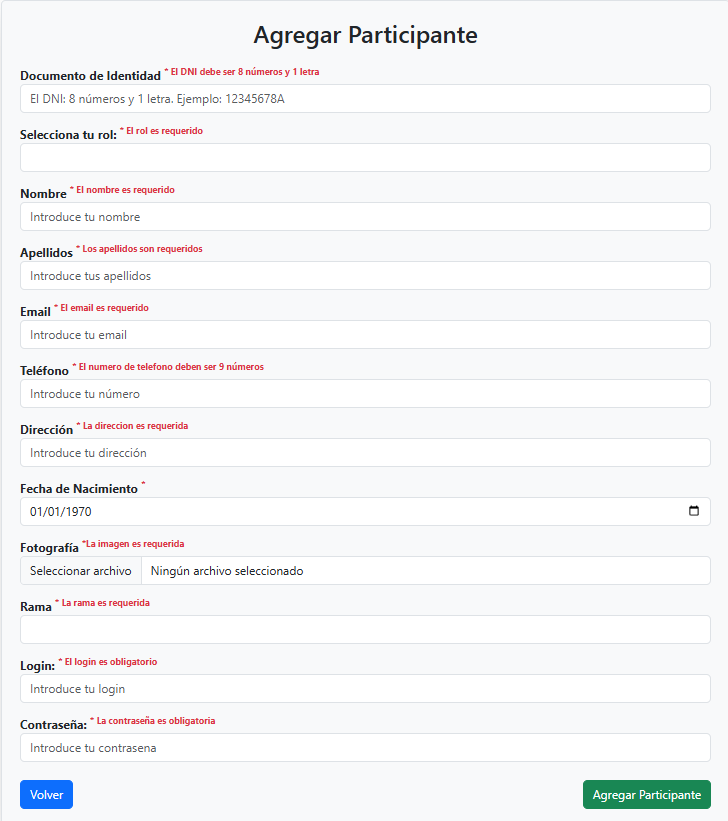 Agregar Participante
Documento de Identidad * El DNI debe ser 8 números y 1 letra
El DNI: 8 números y 1 letra. Ejemplo: 12345678A
Selecciona tu rol: * El rol es requerido
Nombre * El nombre es requerido
Introduce tu nombre
Apellidos * Los apellidos son requeridos
Introduce tus apellidos
Email * El email es requerido
Introduce tu email
Teléfono * El numero de telefono deben ser 9 números
Introduce tu número
Dirección * La direccion es requerida
Introduce tu dirección
Fecha de Nacimiento *
01/01/1970
Fotografía *La imagen es requerida
Seleccionar archivo Ningún archivo seleccionado
Rama * La rama es requerida
Login: * El login es obligatorio
Introduce tu login
Contraseña: * La contraseña es obligatoria
Introduce tu contrasena
Volver Agregar Participante